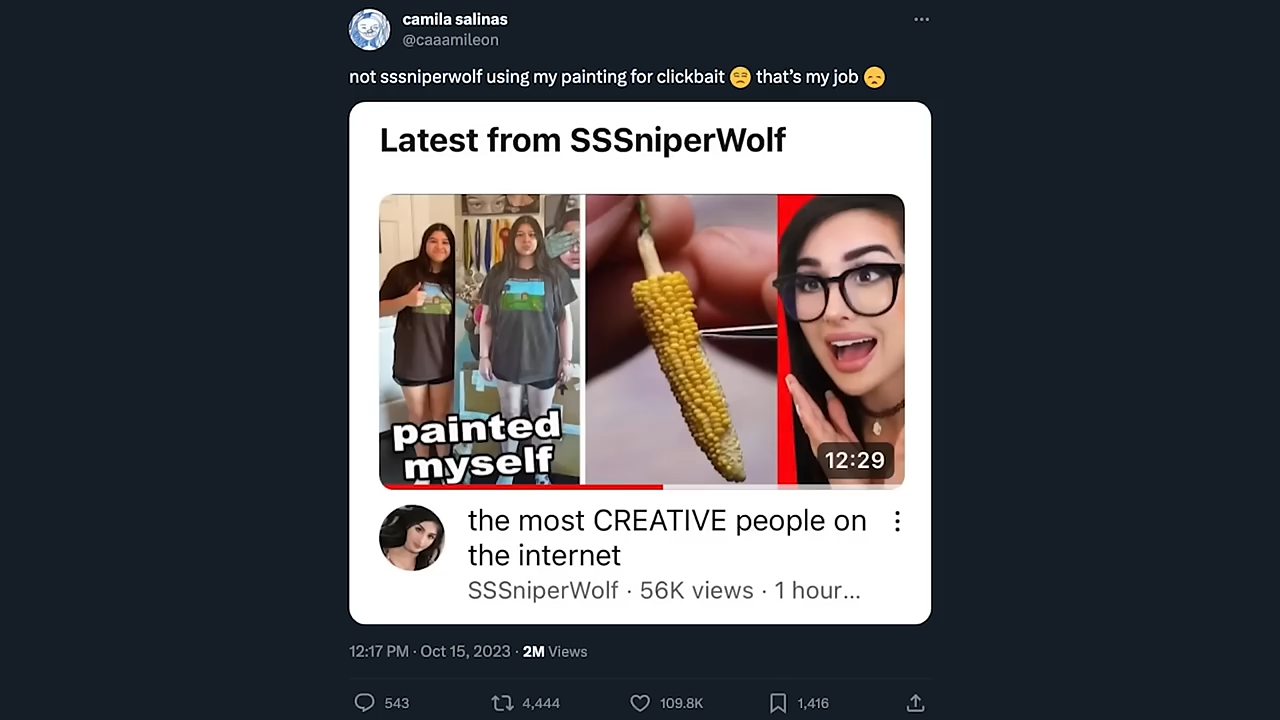 camila salinas
@caaamileon
not sssniperwolf using my painting for clickbait 😒 that's my job 😞
Latest from SSSniperWolf
painted
myself
12:29
the most CREATIVE people on
the internet
SSSniperWolf · 56K views · 1 hour...
12:17 PM · Oct 15, 2023 · 2M Views
543 4,444 109.8K 1,416